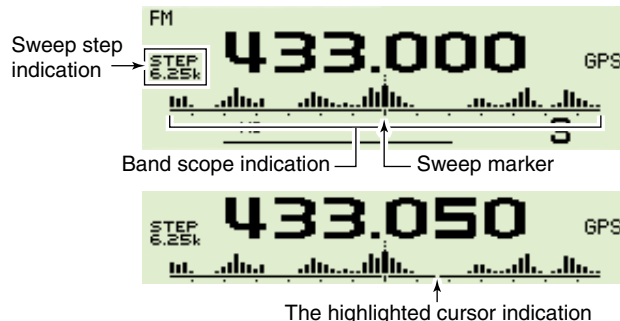 FM
Sweep step
indication
STEP
6.25k
433.000
GPS
Band scope indication
Sweep marker
STEP
6.25k
433.050
GPS
The highlighted cursor indication